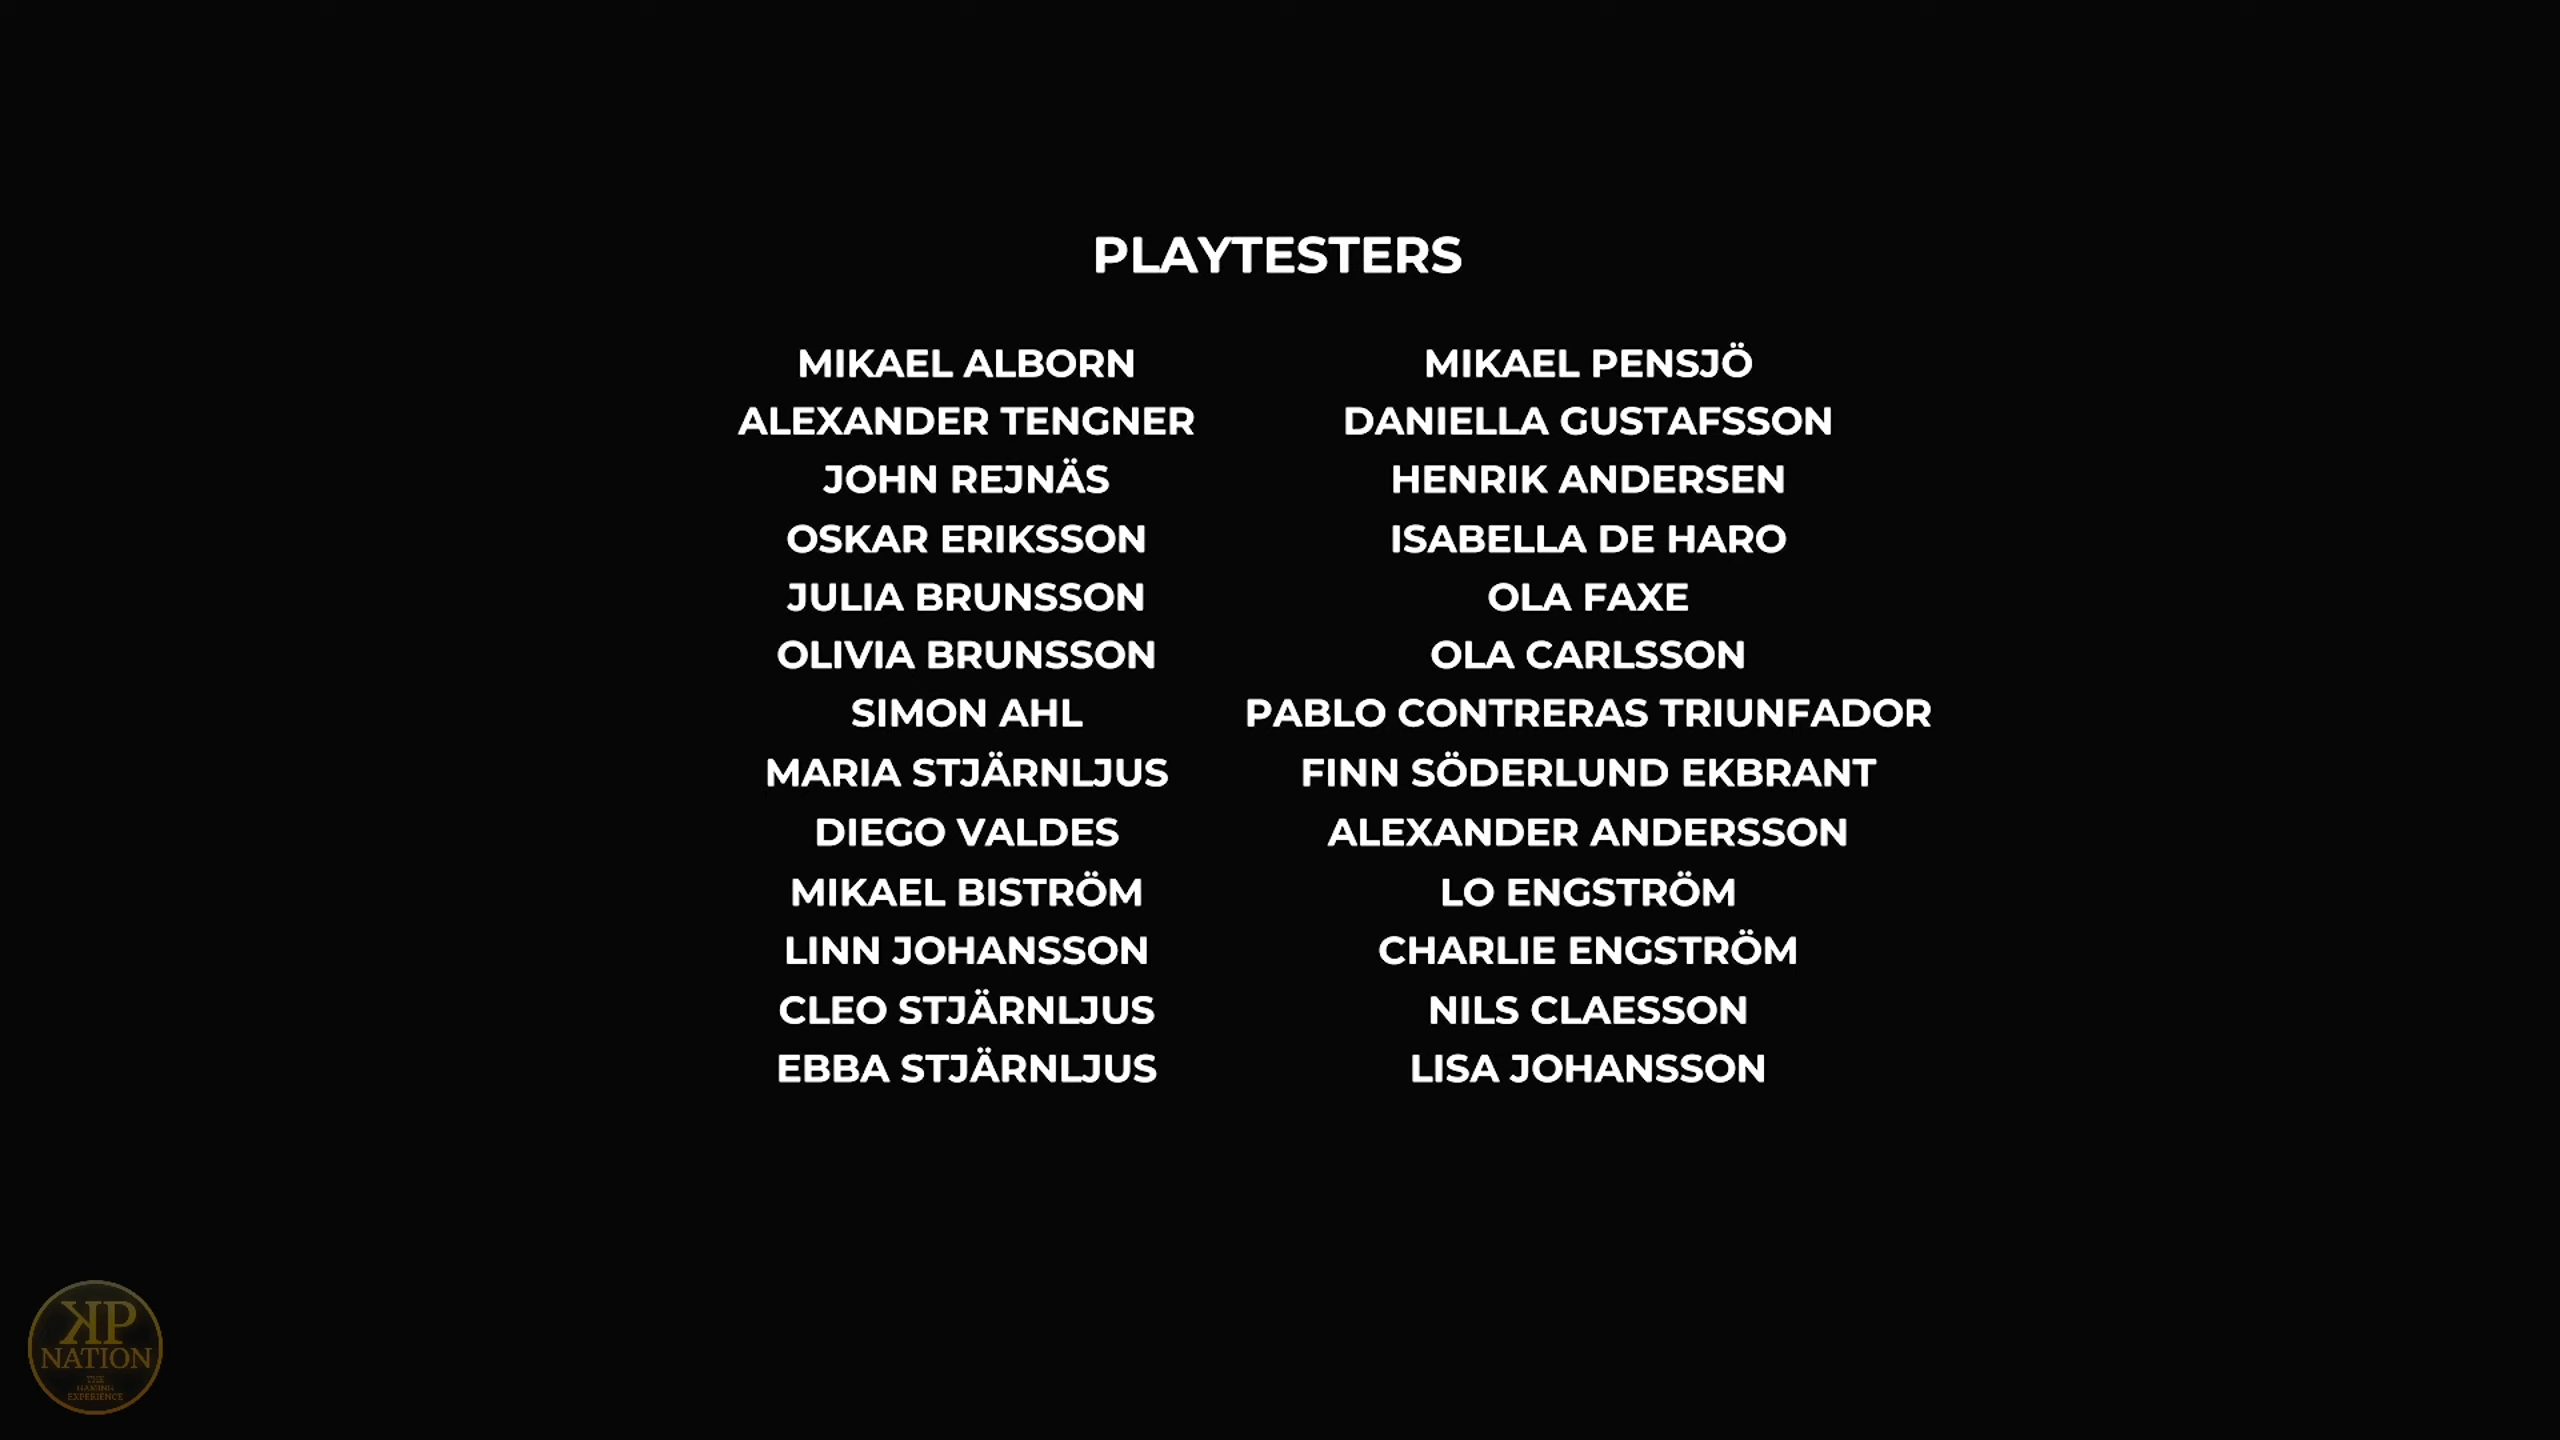 PLAYTESTERS
MIKAEL ALBORN
ALEXANDER TENGNER
JOHN REJNÄS
OSKAR ERIKSSON
JULIA BRUNSSON
OLIVIA BRUNSSON
SIMON AHL
MARIA STJÄRNLJUS
DIEGO VALDES
MIKAEL BISTRÖM
LINN JOHANSSON
CLEO STJÄRNLJUS
EBBA STJÄRNLJUS
MIKAEL PENSJÖ
DANIELLA GUSTAFSSON
HENRIK ANDERSEN
ISABELLA DE HARO
OLA FAXE
OLA CARLSSON
PABLO CONTRERAS TRIUNFADOR
FINN SÖDERLUND EKBRANT
ALEXANDER ANDERSSON
LO ENGSTRÖM
CHARLIE ENGSTRÖM
NILS CLAESSON
LISA JOHANSSON
KP
NATION
THE
GAMING
EXPERIENCE